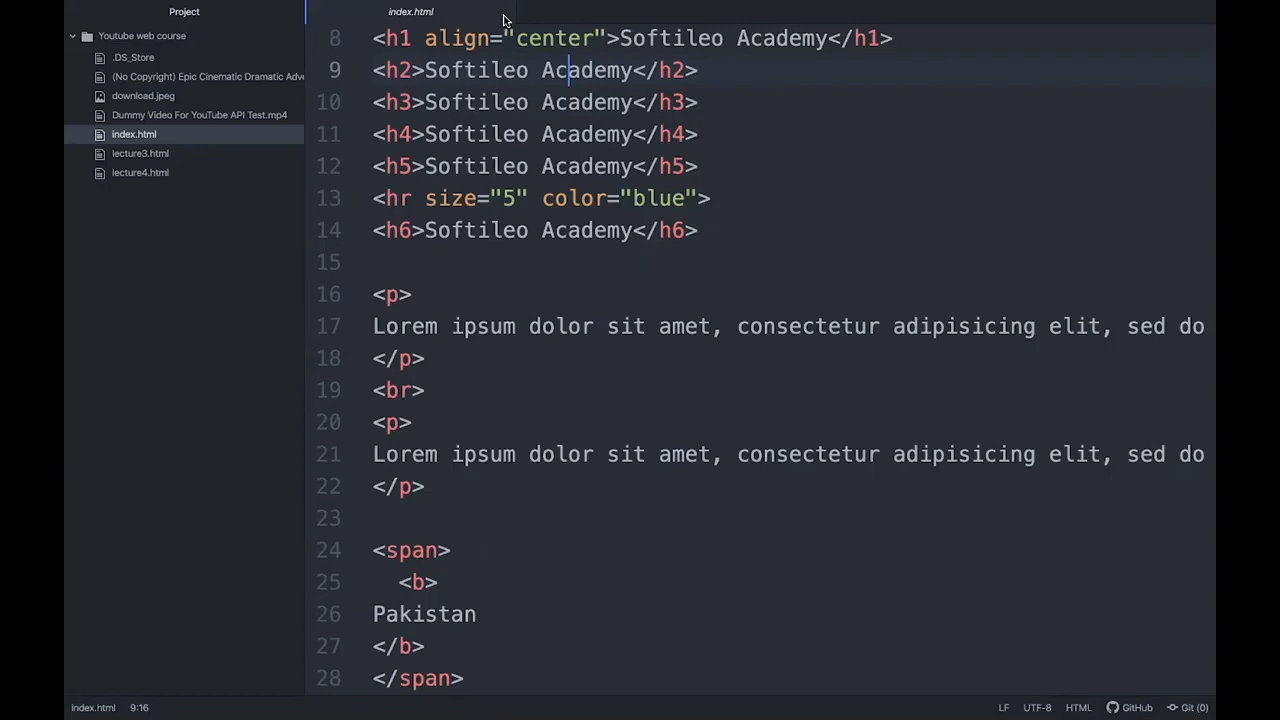 Project
index.html
Youtube web course
.DS_Store
(No Copyright) Epic Cinematic Dramatic Adve
download.jpeg
Dummy Video For YouTube API Test.mp4
index.html
lecture3.html
lecture4.html
8 <h1 align="center">Softileo Academy</h1>
9 <h2>Softileo Academy</h2>
10 <h3>Softileo Academy</h3>
11 <h4>Softileo Academy</h4>
12 <h5>Softileo Academy</h5>
13 <hr size="5" color="blue">
14 <h6>Softileo Academy</h6>
15
16 <p>
17 Lorem ipsum dolor sit amet, consectetur adipisicing elit, sed do
18 </p>
19 <br>
20 <p>
21 Lorem ipsum dolor sit amet, consectetur adipisicing elit, sed do
22 </p>
23
24 <span>
25 <b>
26 Pakistan
27 </b>
28 </span>
index.html 9:16 LF UTF-8 HTML GitHub Git (0)